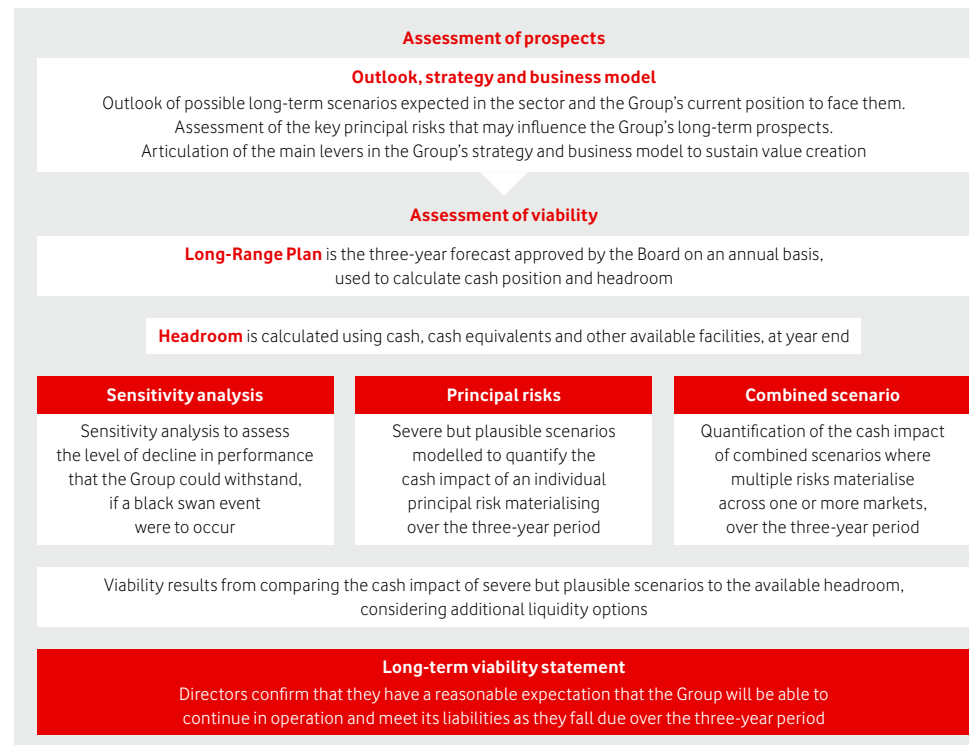 Assessment of prospects
Outlook, strategy and business model
Outlook of possible long-term scenarios expected in the sector and the Group's current position to face them.
Assessment of the key principal risks that may influence the Group's long-term prospects.
Articulation of the main levers in the Group's strategy and business model to sustain value creation
Assessment of viability
Long-Range Plan is the three-year forecast approved by the Board on an annual basis,
used to calculate cash position and headroom
Headroom is calculated using cash, cash equivalents and other available facilities, at year end
Sensitivity analysis
Sensitivity analysis to assess
the level of decline in performance
that the Group could withstand,
if a black swan event
were to occur
Principal risks
Severe but plausible scenarios
modelled to quantify the
cash impact of an individual
principal risk materialising
over the three-year period
Combined scenario
Quantification of the cash impact
of combined scenarios where
multiple risks materialise
across one or more markets,
over the three-year period
Viability results from comparing the cash impact of severe but plausible scenarios to the available headroom,
considering additional liquidity options
Long-term viability statement
Directors confirm that they have a reasonable expectation that the Group will be able to
continue in operation and meet its liabilities as they fall due over the three-year period